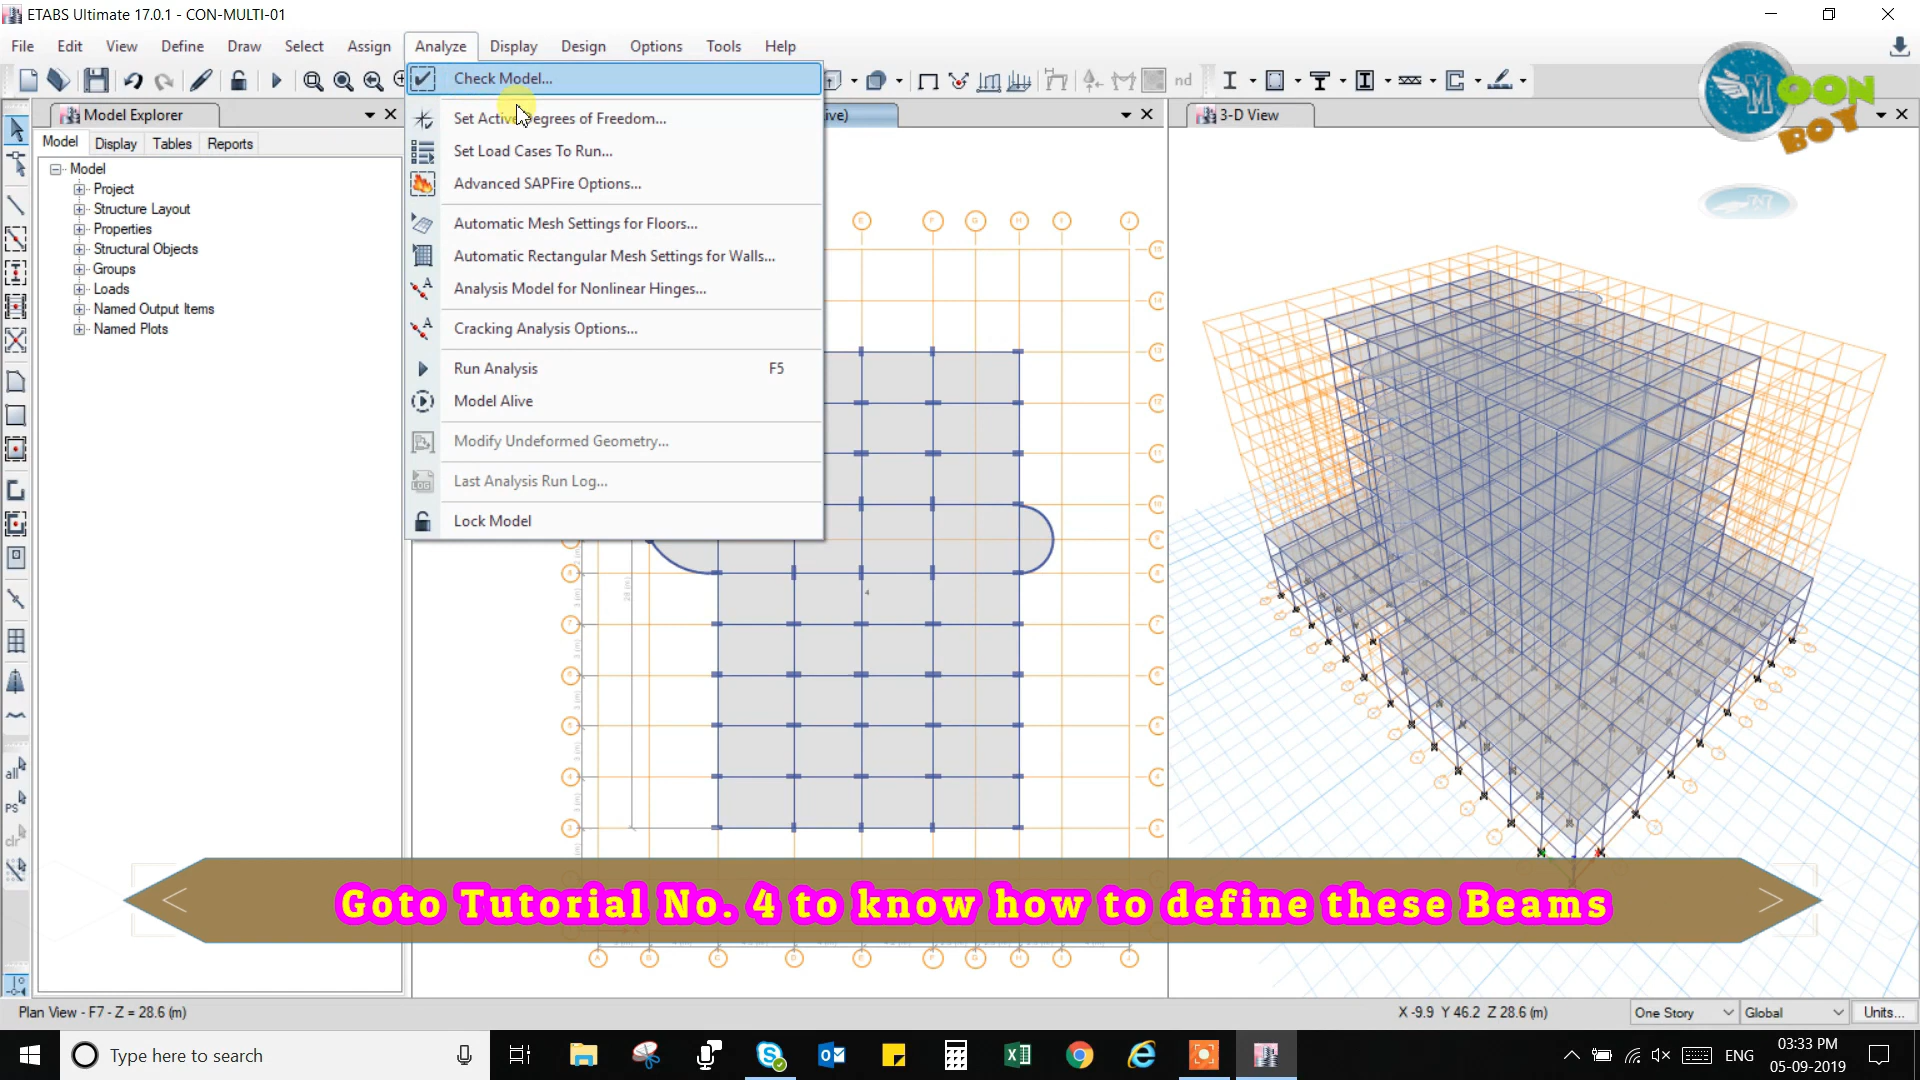 ETABS Ultimate 17.0.1 - CON-MULTI-01
File Edit View Define Draw Select Assign Analyze Display Design Options Tools Help
nd
MOON BOY
Model Explorer
3-D View
Model Display Tables Reports
Model
Project
Structure Layout
Properties
Structural Objects
Groups
Loads
Named Output Items
Named Plots
Check Model...
Set Active Degrees of Freedom...
Set Load Cases To Run...
Advanced SAPFire Options...
Automatic Mesh Settings for Floors...
Automatic Rectangular Mesh Settings for Walls...
Analysis Model for Nonlinear Hinges...
Cracking Analysis Options...
Run Analysis F5
Model Alive
Modify Undeformed Geometry...
Last Analysis Run Log...
Lock Model
all
PS
clr
Goto Tutorial No. 4 to know how to define these Beams
Plan View - F7 - Z = 28.6 (m)
X -9.9 Y 46.2 Z 28.6 (m)
One Story
Global
Units...
Type here to search
ENG
03:33 PM
05-09-2019